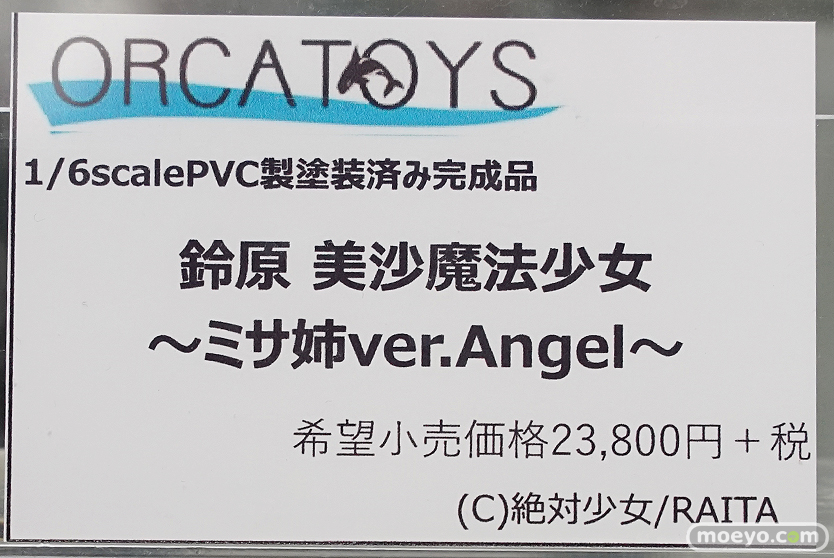 ORCATOYS
1/6scalePVC製塗装済み完成品
鈴原 美沙魔法少女
～ミサ姉ver.Angel～
希望小売価格23,800円＋税
(C)絶対少女/RAITA
moeyo.com